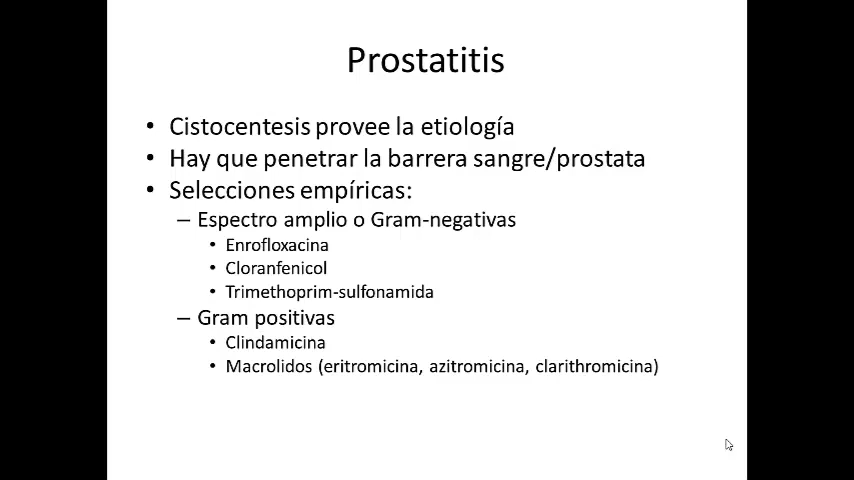 Prostatitis
• Cistocentesis provee la etiología
• Hay que penetrar la barrera sangre/prostata
• Selecciones empíricas:
– Espectro amplio o Gram-negativas
• Enrofloxacina
• Cloranfenicol
• Trimethoprim-sulfonamida
– Gram positivas
• Clindamicina
• Macrolidos (eritromicina, azitromicina, clarithromicina)